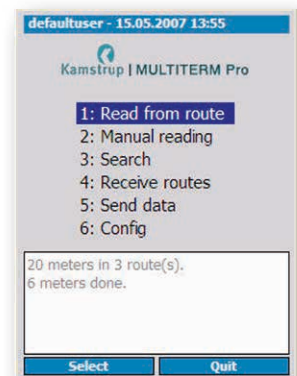 defaultuser - 15.05.2007 13:55
Kamstrup | MULTITERM Pro
1: Read from route
2: Manual reading
3: Search
4: Receive routes
5: Send data
6: Config
20 meters in 3 route(s).
6 meters done.
Select Quit